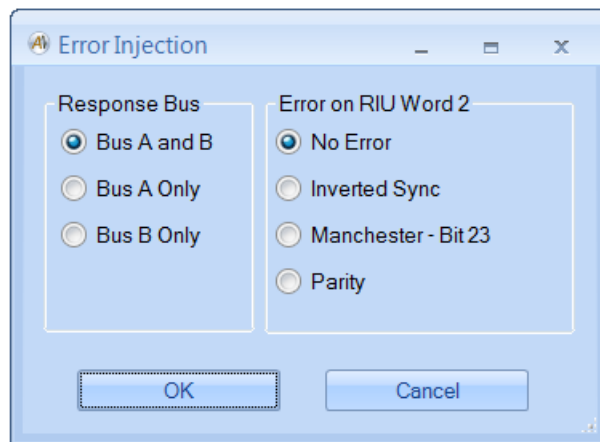 Error Injection
Response Bus
Bus A and B
Bus A Only
Bus B Only
Error on RIU Word 2
No Error
Inverted Sync
Manchester - Bit 23
Parity
OK
Cancel